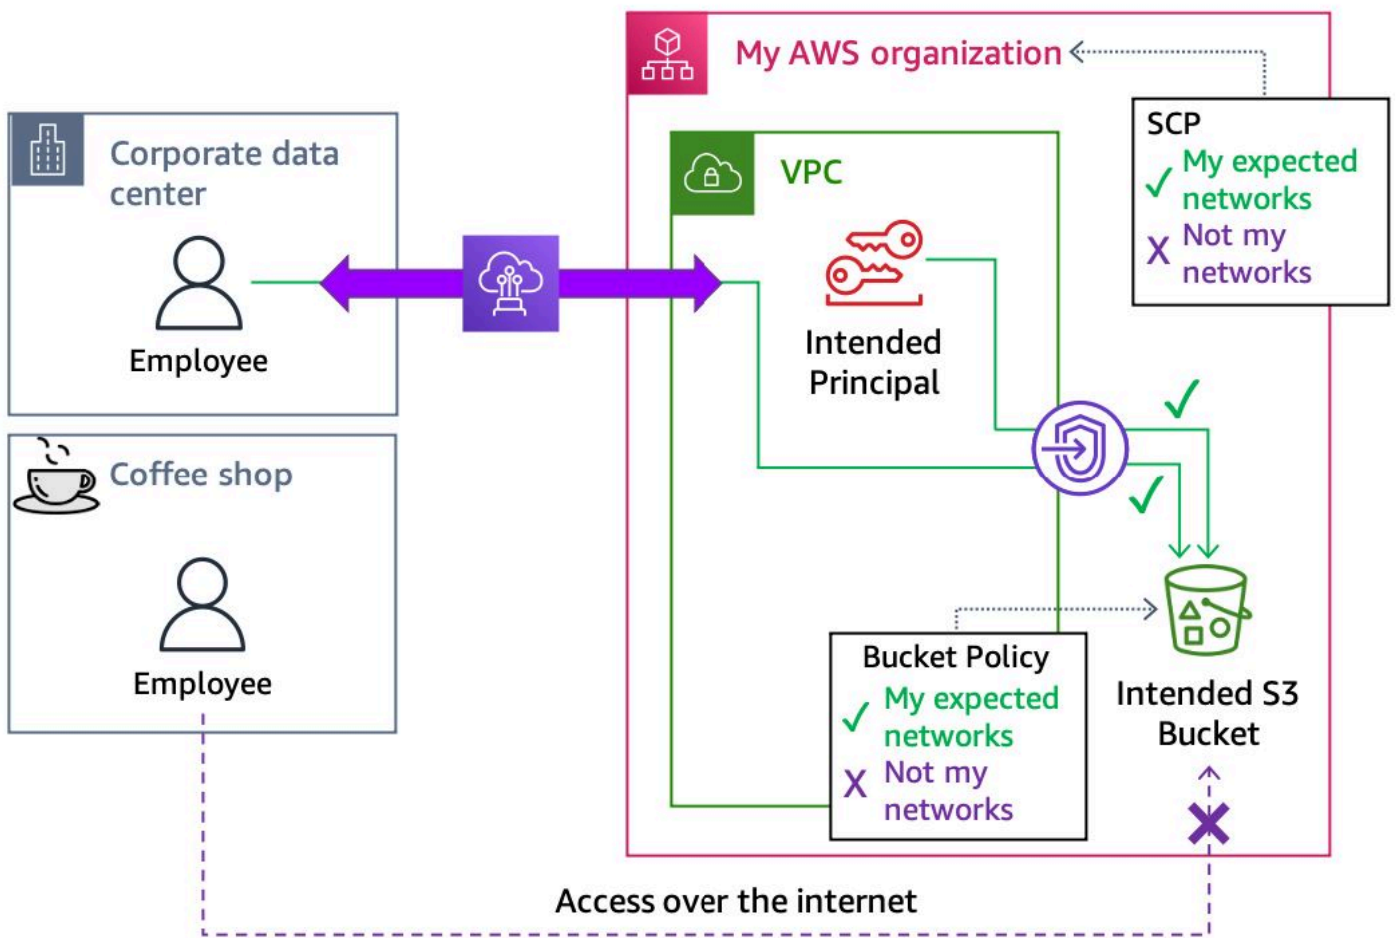 My AWS organization
SCP
My expected
networks
Not my
networks
Corporate data
center
VPC
Employee
Intended
Principal
Coffee shop
Employee
Bucket Policy
My expected
networks
Not my
networks
Intended S3
Bucket
Access over the internet